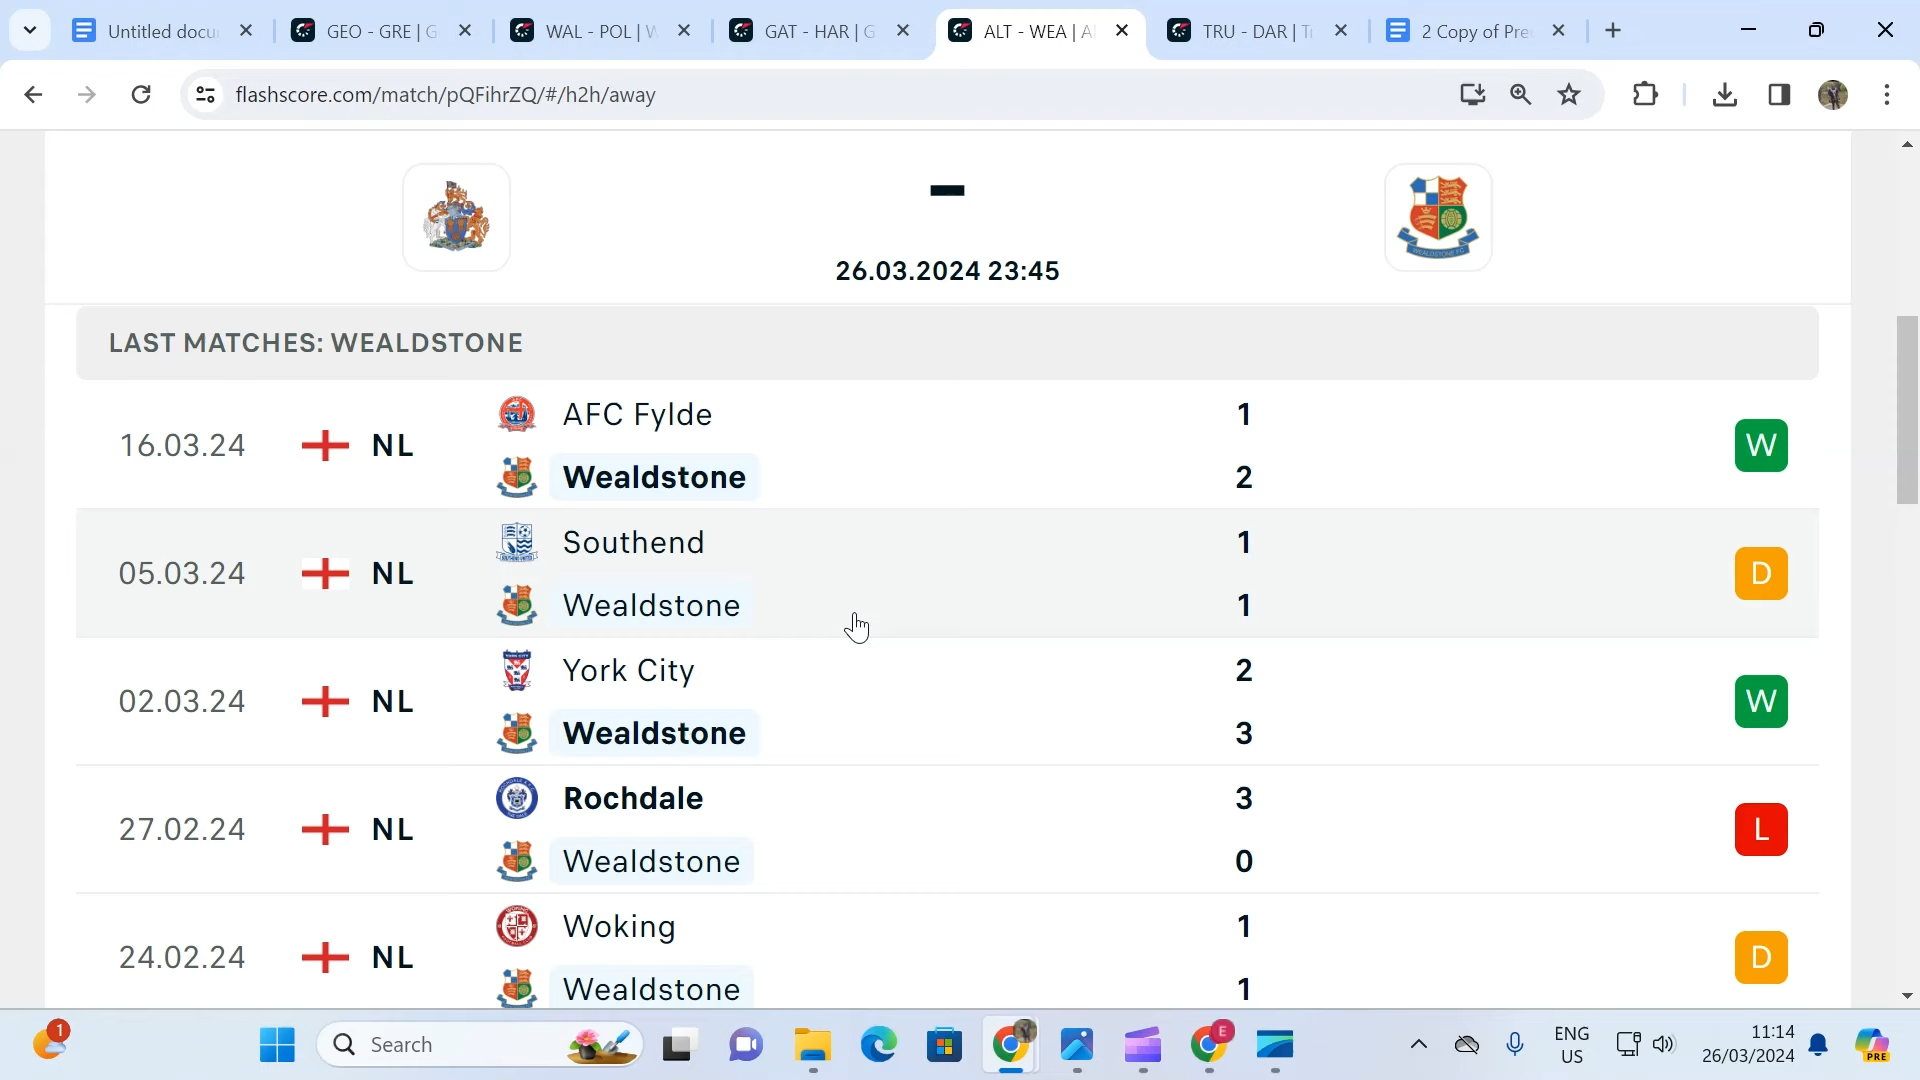 Untitled docu
GEO - GRE | G
WAL - POL | W
GAT - HAR | G
ALT - WEA | A
TRU - DAR | T
2 Copy of Pre
flashscore.com/match/pQFihrZQ/#/h2h/away
-
26.03.2024 23:45
LAST MATCHES: WEALDSTONE
16.03.24 NL AFC Fylde 1 W
Wealdstone 2
05.03.24 NL Southend 1 D
Wealdstone 1
02.03.24 NL York City 2 W
Wealdstone 3
27.02.24 NL Rochdale 3 L
Wealdstone 0
24.02.24 NL Woking 1 D
Wealdstone 1
1
Search
E
ENG
US
11:14
26/03/2024
PRE